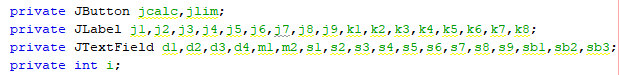 private JButton jcalc,jlim;
private JLabel j1,j2,j3,j4,j5,j6,j7,j8,j9,k1,k2,k3,k4,k5,k6,k7,k8;
private JTextField d1,d2,d3,d4,m1,m2,s1,s2,s3,s4,s5,s6,s7,s8,s9,sb1,sb2,sb3;
private int i;